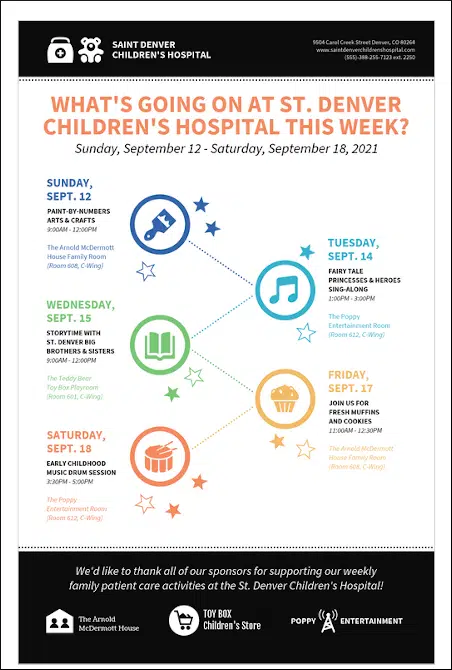 SAINT DENVER
CHILDREN'S HOSPITAL
9504 Carol Creek Street Denver, CO 80264
www.saintdenverchildrenshospital.com
(555)-388-255-7123 ext. 2250
WHAT'S GOING ON AT ST. DENVER
CHILDREN'S HOSPITAL THIS WEEK?
Sunday, September 12 - Saturday, September 18, 2021
SUNDAY,
SEPT. 12
PAINT-BY-NUMBERS
ARTS & CRAFTS
9:00AM - 12:00PM
The Arnold McDermott
House Family Room
(Room 608, C-Wing)
TUESDAY,
SEPT. 14
FAIRY TALE
PRINCESSES & HEROES
SING-ALONG
1:00PM - 3:00PM
The Poppy
Entertainment Room
(Room 612, C-Wing)
WEDNESDAY,
SEPT. 15
STORYTIME WITH
ST. DENVER BIG
BROTHERS & SISTERS
9:00AM - 12:00PM
The Teddy Bear
Toy Box Playroom
(Room 601, C-Wing)
FRIDAY,
SEPT. 17
JOIN US FOR
FRESH MUFFINS
AND COOKIES
11:00AM - 12:30PM
The Arnold McDermott
House Family Room
(Room 608, C-Wing)
SATURDAY,
SEPT. 18
EARLY CHILDHOOD
MUSIC DRUM SESSION
3:30PM - 5:00PM
The Poppy
Entertainment Room
(Room 612, C-Wing)
We'd like to thank all of our sponsors for supporting our weekly
family patient care activities at the St. Denver Children's Hospital!
The Arnold
McDermott House
TOY BOX
Children's Store
POPPY ENTERTAINMENT